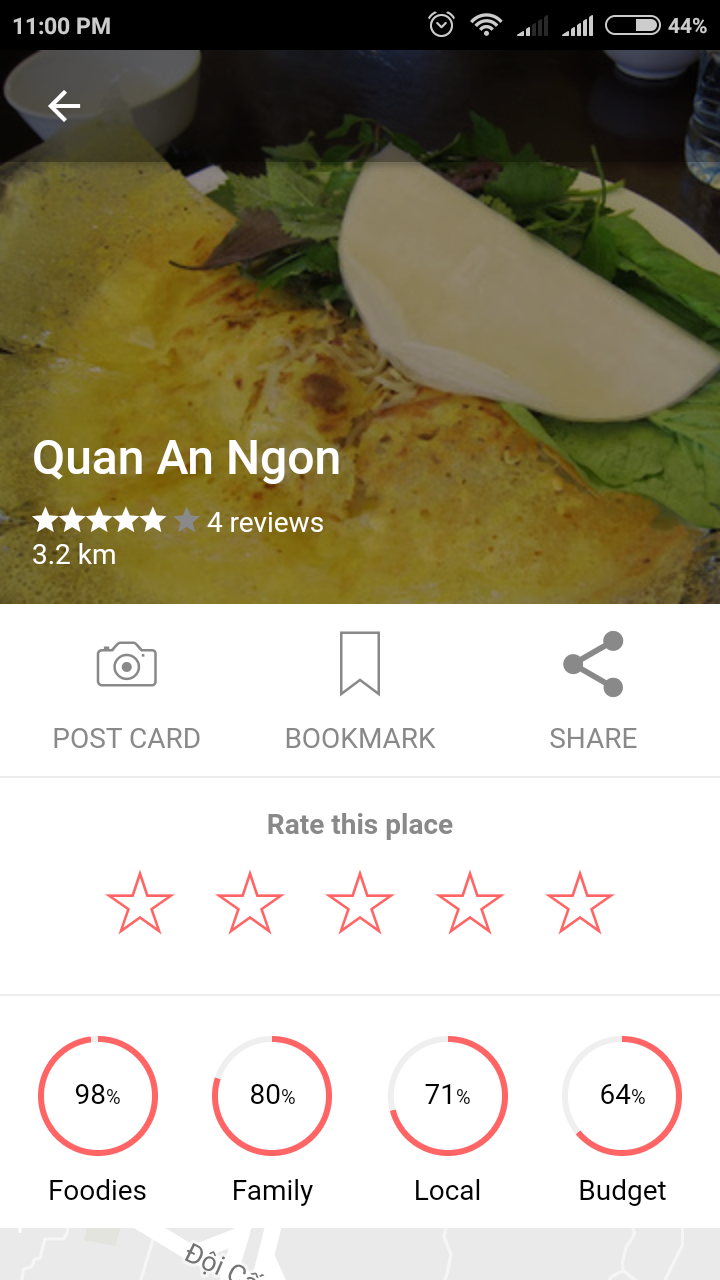 11:00 PM
44%
Quan An Ngon
4 reviews
3.2 km
POST CARD
BOOKMARK
SHARE
Rate this place
98%
80%
71%
64%
Foodies
Family
Local
Budget
Đội